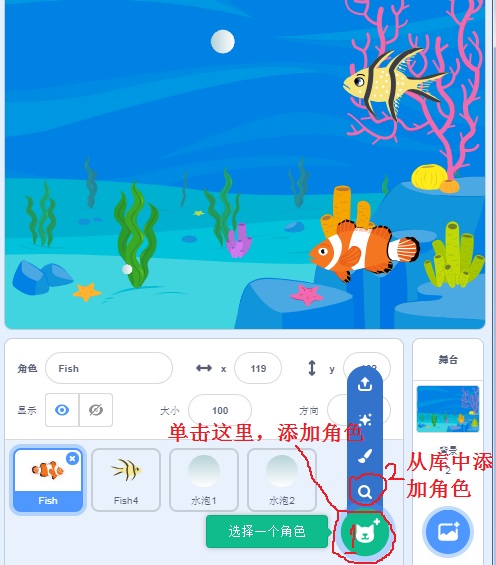 角色 Fish x 119 y
舞台
显示 大小 100 方向
单击这里，添加角色
背景
2
2 从库中添
加角色
Fish Fish4 水泡1 水泡2
选择一个角色
1